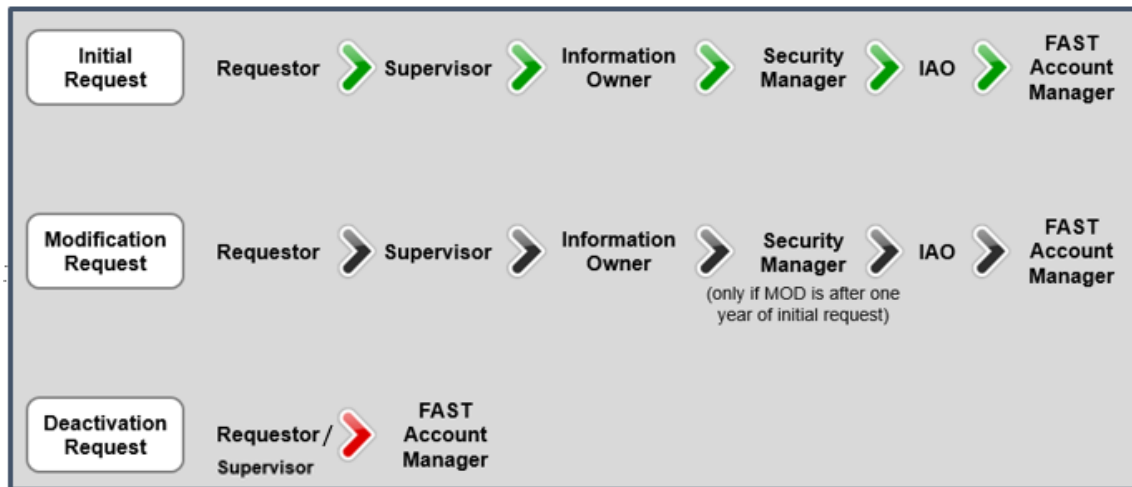 Initial
Request
Requestor
Supervisor
Information
Owner
Security
Manager
IAO
FAST
Account
Manager
Modification
Request
Requestor
Supervisor
Information
Owner
Security
Manager
(only if MOD is after one
year of initial request)
IAO
FAST
Account
Manager
Deactivation
Request
Requestor /
Supervisor
FAST
Account
Manager